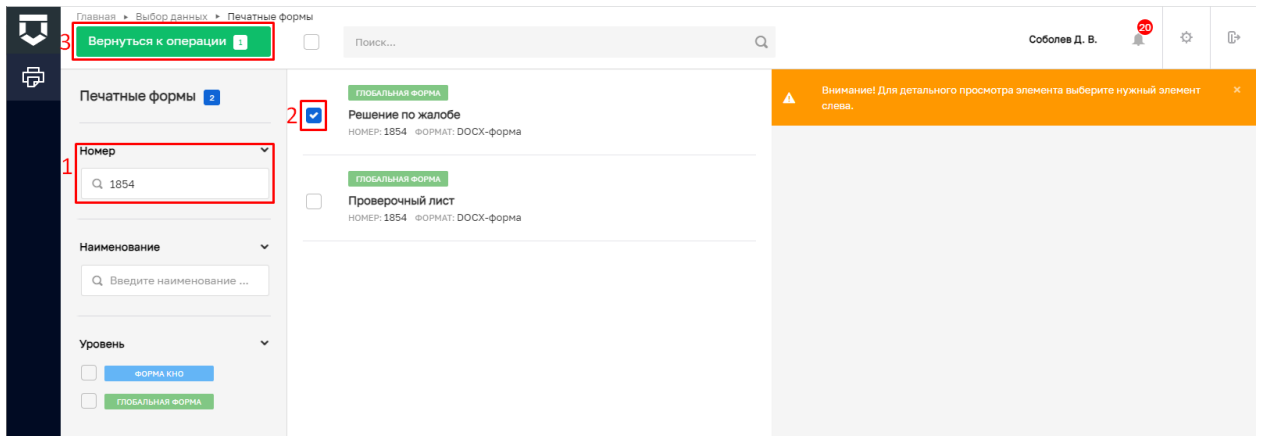 Главная ▸ Выбор данных ▸ Печатные формы
3 Вернуться к операции 1
Поиск...
Соболев Д. В.
20
Печатные формы 2
1
Номер
1854
Наименование
Введите наименование ...
Уровень
ФОРМА КНО
ГЛОБАЛЬНАЯ ФОРМА
2
ГЛОБАЛЬНАЯ ФОРМА
Решение по жалобе
НОМЕР: 1854 ФОРМАТ: DOCX-форма
ГЛОБАЛЬНАЯ ФОРМА
Проверочный лист
НОМЕР: 1854 ФОРМАТ: DOCX-форма
Внимание! Для детального просмотра элемента выберите нужный элемент
слева.